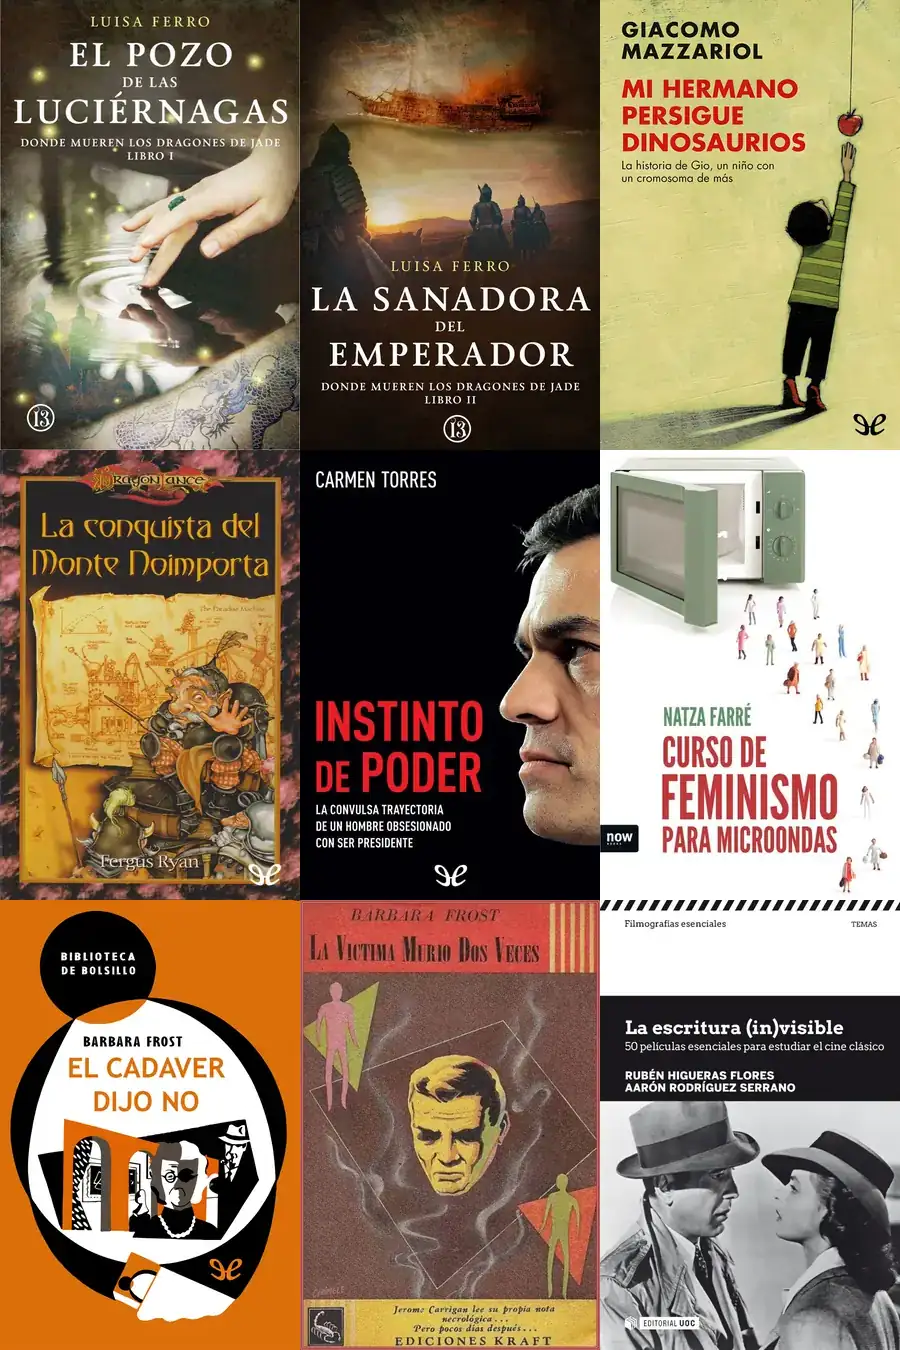 LUISA FERRO
EL POZO
DE LAS
LUCIÉRNAGAS
DONDE MUEREN LOS DRAGONES DE JADE
LIBRO I
13
LUISA FERRO
LA SANADORA
DEL
EMPERADOR
DONDE MUEREN LOS DRAGONES DE JADE
LIBRO II
13
GIACOMO
MAZZARIOL
MI HERMANO
PERSIGUE
DINOSAURIOS
La historia de Gio, un niño con
un cromosoma de más
DRAGONLANCE
La conquista del
Monte Noimporta
Fergus Ryan
CARMEN TORRES
INSTINTO
DE PODER
LA CONVULSA TRAYECTORIA
DE UN HOMBRE OBSESIONADO
CON SER PRESIDENTE
NATZA FARRÉ
CURSO DE
FEMINISMO
PARA MICROONDAS
now
BOOKS
BIBLIOTECA
DE BOLSILLO
BARBARA FROST
EL CADAVER
DIJO NO
BARBARA FROST
LA VICTIMA MURIO DOS VECES
Jerome Carrigan lee su propia nota
necrológica...
Pero pocos días después...
EDICIONES KRAFT
Filmografías esenciales
TEMAS
La escritura (in)visible
50 películas esenciales para estudiar el cine clásico
RUBÉN HIGUERAS FLORES
AARÓN RODRÍGUEZ SERRANO
EDITORIAL UOC